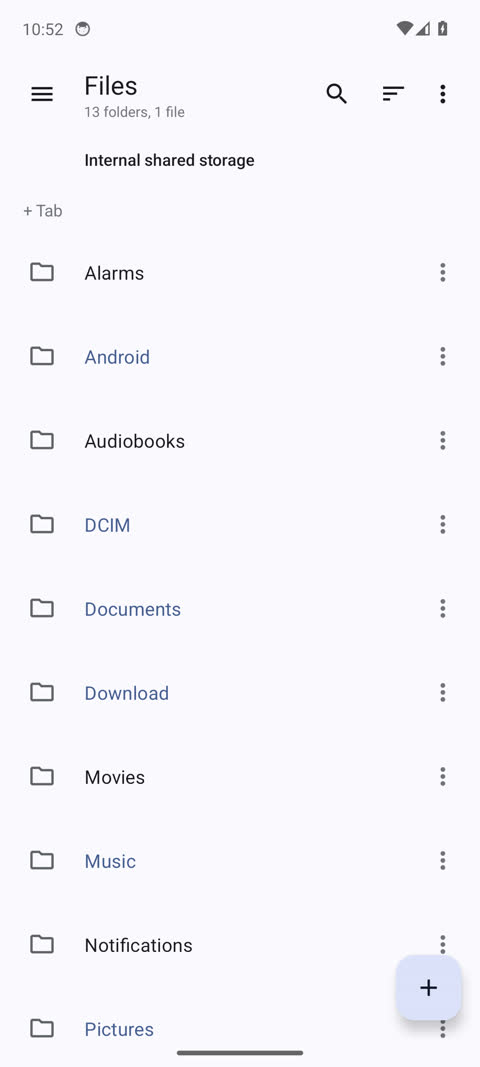 10:52
Files
13 folders, 1 file
Internal shared storage
+ Tab
Alarms
Android
Audiobooks
DCIM
Documents
Download
Movies
Music
Notifications
Pictures